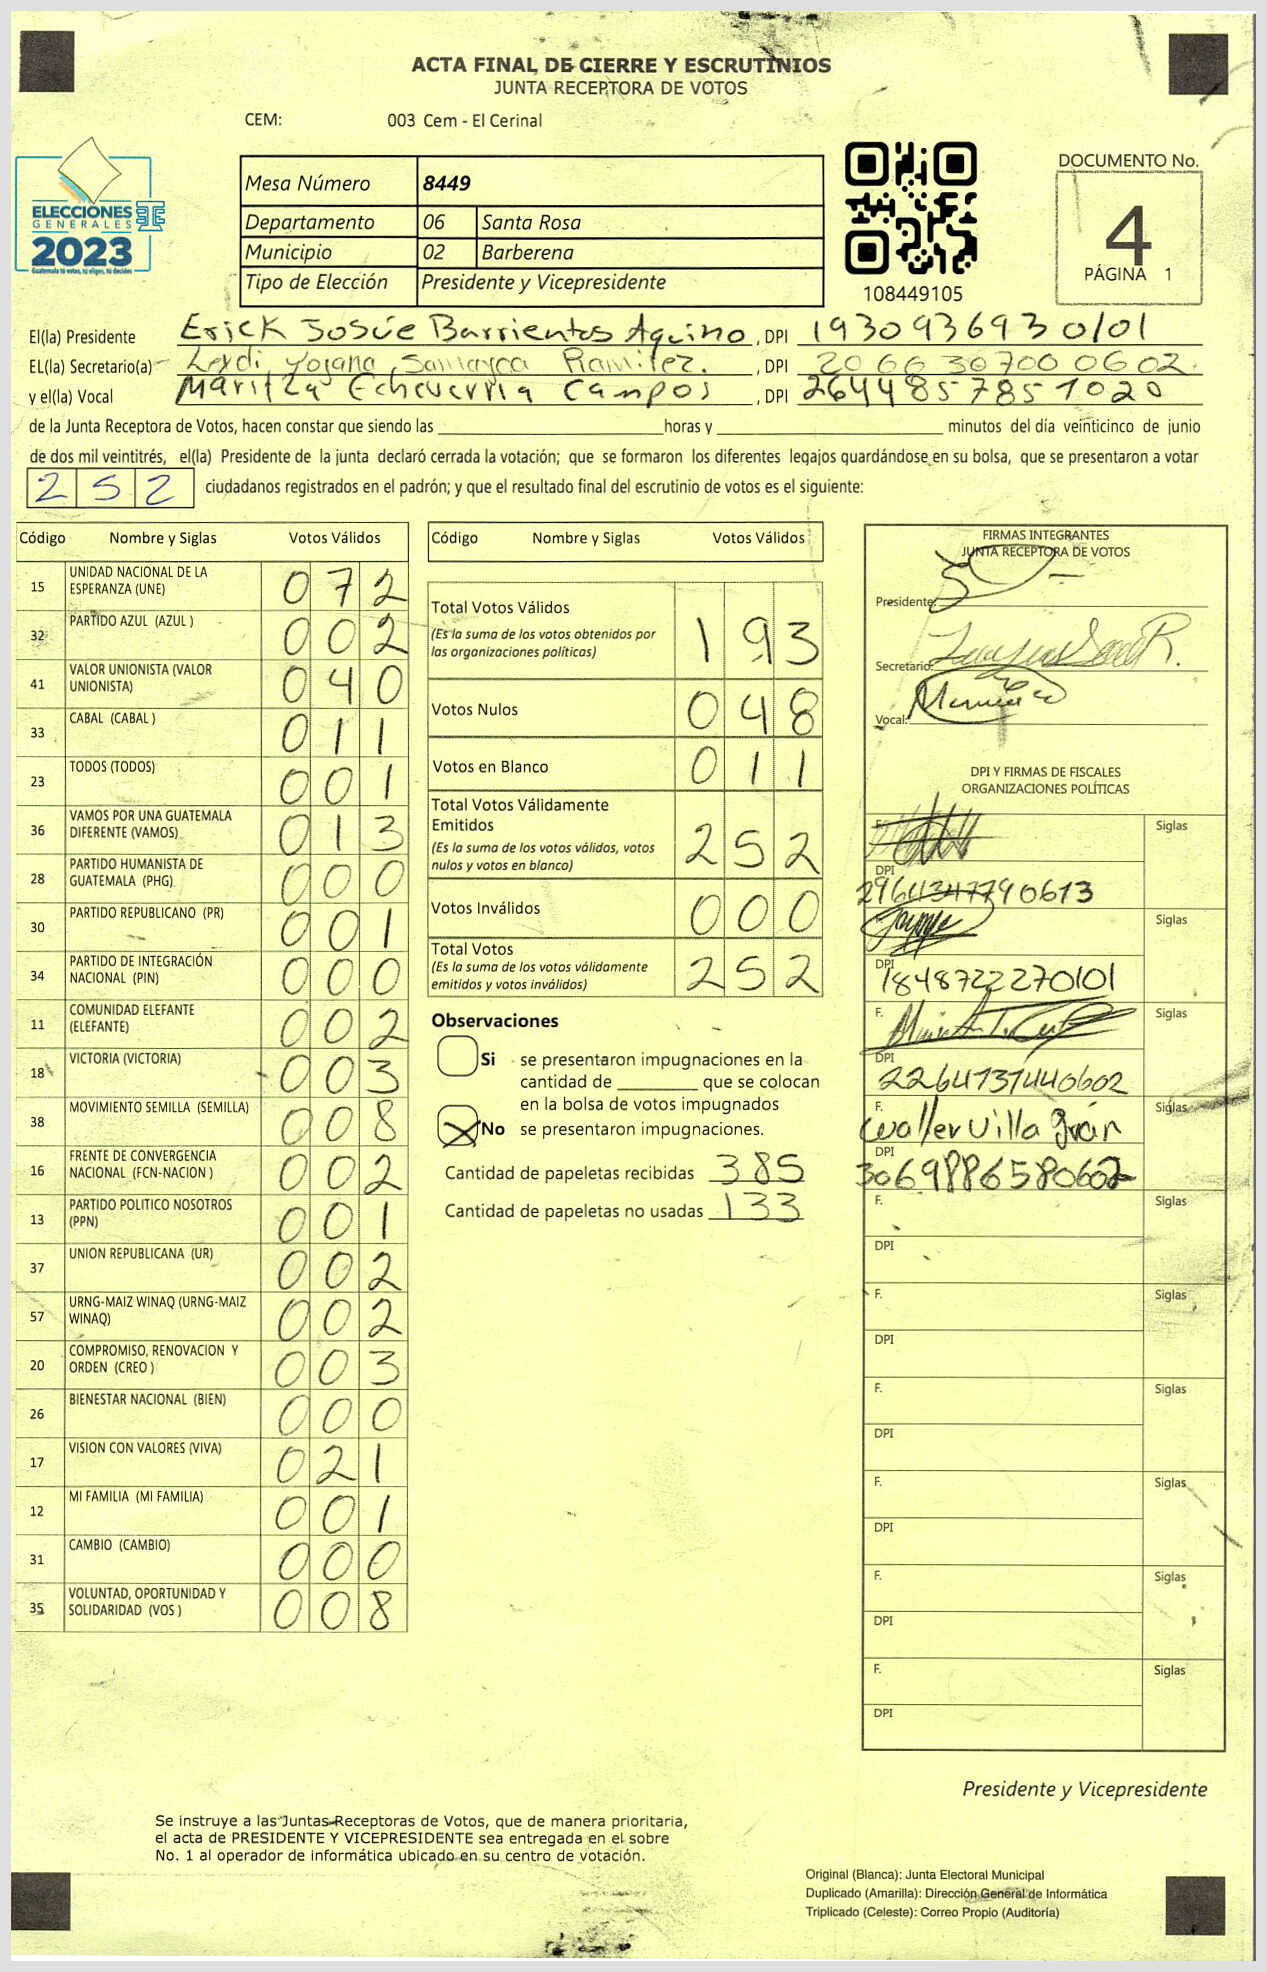 ACTA FINAL DE CIERRE Y ESCRUTINIOS
JUNTA RECEPTORA DE VOTOS
CEM: 003 Cem - El Cerinal
ELECCIONES
GENERALES
2023
Guatemala tú votas, tú eliges, tú decides
Mesa Número 8449
Departamento 06 Santa Rosa
Municipio 02 Barberena
Tipo de Elección Presidente y Vicepresidente
108449105
DOCUMENTO No.
4
PÁGINA 1
El(la) Presidente Erick Josúe Barrientos Aquino, DPI 1930936930101
EL(la) Secretario(a) Leydi Yojana Samayoa Ramirez. , DPI 2066307000602.
y el(la) Vocal Maritza Echeverria Campos , DPI 2644857851020
de la Junta Receptora de Votos, hacen constar que siendo las horas y minutos del día veinticinco de junio
de dos mil veintitrés, el(la) Presidente de la junta declaró cerrada la votación; que se formaron los diferentes legajos guardándose en su bolsa, que se presentaron a votar
252 ciudadanos registrados en el padrón; y que el resultado final del escrutinio de votos es el siguiente:
Código Nombre y Siglas Votos Válidos
15 UNIDAD NACIONAL DE LA ESPERANZA (UNE) 072
32 PARTIDO AZUL (AZUL ) 002
41 VALOR UNIONISTA (VALOR UNIONISTA) 040
33 CABAL (CABAL ) 011
23 TODOS (TODOS) 001
36 VAMOS POR UNA GUATEMALA DIFERENTE (VAMOS) 013
28 PARTIDO HUMANISTA DE GUATEMALA (PHG) 000
30 PARTIDO REPUBLICANO (PR) 001
34 PARTIDO DE INTEGRACIÓN NACIONAL (PIN) 000
11 COMUNIDAD ELEFANTE (ELEFANTE) 002
18 VICTORIA (VICTORIA) 003
38 MOVIMIENTO SEMILLA (SEMILLA) 008
16 FRENTE DE CONVERGENCIA NACIONAL (FCN-NACION ) 002
13 PARTIDO POLITICO NOSOTROS (PPN) 001
37 UNION REPUBLICANA (UR) 002
57 URNG-MAIZ WINAQ (URNG-MAIZ WINAQ) 002
20 COMPROMISO, RENOVACION Y ORDEN (CREO ) 003
26 BIENESTAR NACIONAL (BIEN) 000
17 VISION CON VALORES (VIVA) 021
12 MI FAMILIA (MI FAMILIA) 001
31 CAMBIO (CAMBIO) 000
35 VOLUNTAD, OPORTUNIDAD Y SOLIDARIDAD (VOS ) 008
Código Nombre y Siglas Votos Válidos
Total Votos Válidos 193
(Es la suma de los votos obtenidos por
las organizaciones políticas)
Votos Nulos 048
Votos en Blanco 011
Total Votos Válidamente
Emitidos 252
(Es la suma de los votos válidos, votos
nulos y votos en blanco)
Votos Inválidos 000
Total Votos 252
(Es la suma de los votos válidamente
emitidos y votos inválidos)
Observaciones
Si se presentaron impugnaciones en la
cantidad de que se colocan
en la bolsa de votos impugnados
No se presentaron impugnaciones.
Cantidad de papeletas recibidas 385
Cantidad de papeletas no usadas 133
FIRMAS INTEGRANTES
JUNTA RECEPTORA DE VOTOS
Presidente:
Secretario:
Vocal:
DPI Y FIRMAS DE FISCALES
ORGANIZACIONES POLÍTICAS
F. Siglas
DPI
2964347790613
F. Siglas
DPI
1848722270101
F. Siglas
DPI
2264737440602
F. Walter Villagrán Siglas
DPI
3069886580602
F. Siglas
DPI
F. Siglas
DPI
F. Siglas
DPI
F. Siglas
DPI
F. Siglas
DPI
F. Siglas
DPI
Presidente y Vicepresidente
Se instruye a las Juntas Receptoras de Votos, que de manera prioritaria,
el acta de PRESIDENTE Y VICEPRESIDENTE sea entregada en el sobre
No. 1 al operador de informática ubicado en su centro de votación.
Original (Blanca): Junta Electoral Municipal
Duplicado (Amarilla): Dirección General de Informática
Triplicado (Celeste): Correo Propio (Auditoría)